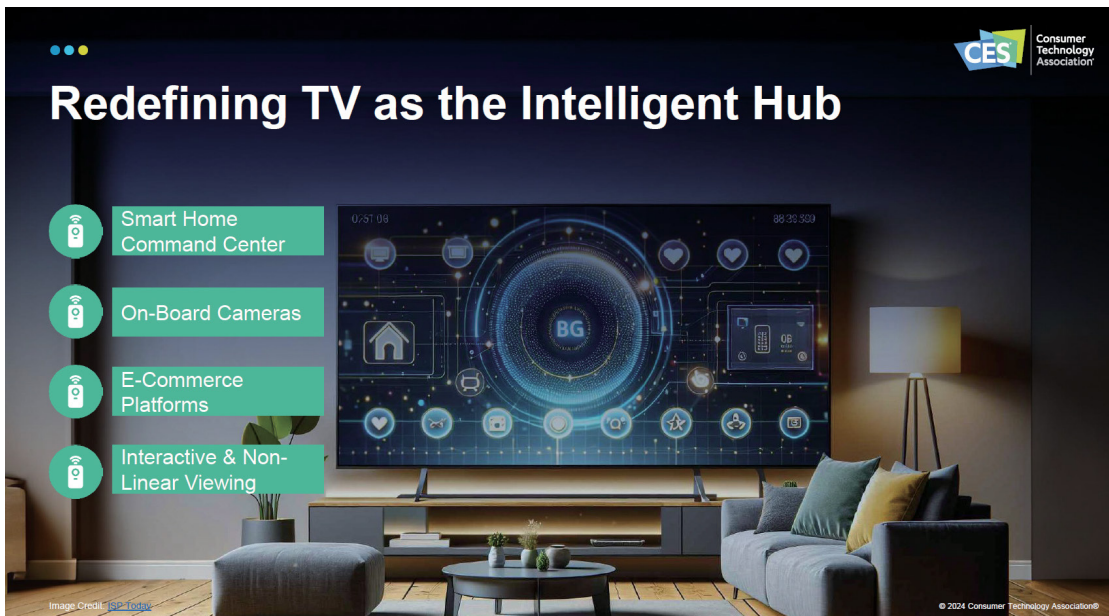 CES
Consumer
Technology
Association
Redefining TV as the Intelligent Hub
Smart Home
Command Center
On-Board Cameras
E-Commerce
Platforms
Interactive & Non-
Linear Viewing
BG
Image Credit: ISP Today
© 2024 Consumer Technology Association®